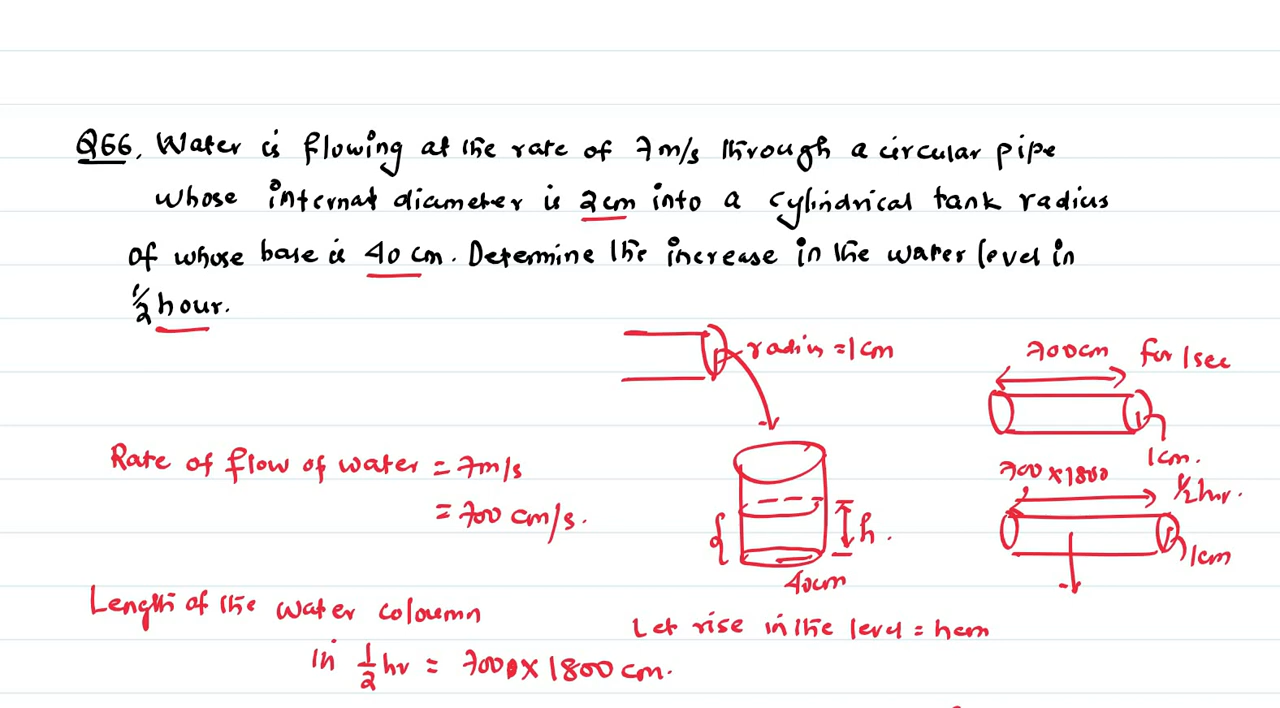 Q66. Water is flowing at the rate of 7m/s through a circular pipe
whose internal diameter is 2cm into a cylindrical tank radius
of whose base is 40 cm. Determine the increase in the water level in
1/2 hour.
radius = 1cm
700cm for 1sec
1cm.
Rate of flow of water = 7m/s
= 700 cm/s.
700 x 1800 1/2 hr.
h.
1cm
40cm
Length of the water coloumn
in 1/2 hr = 700 x 1800 cm.
Let rise in the level = hcm